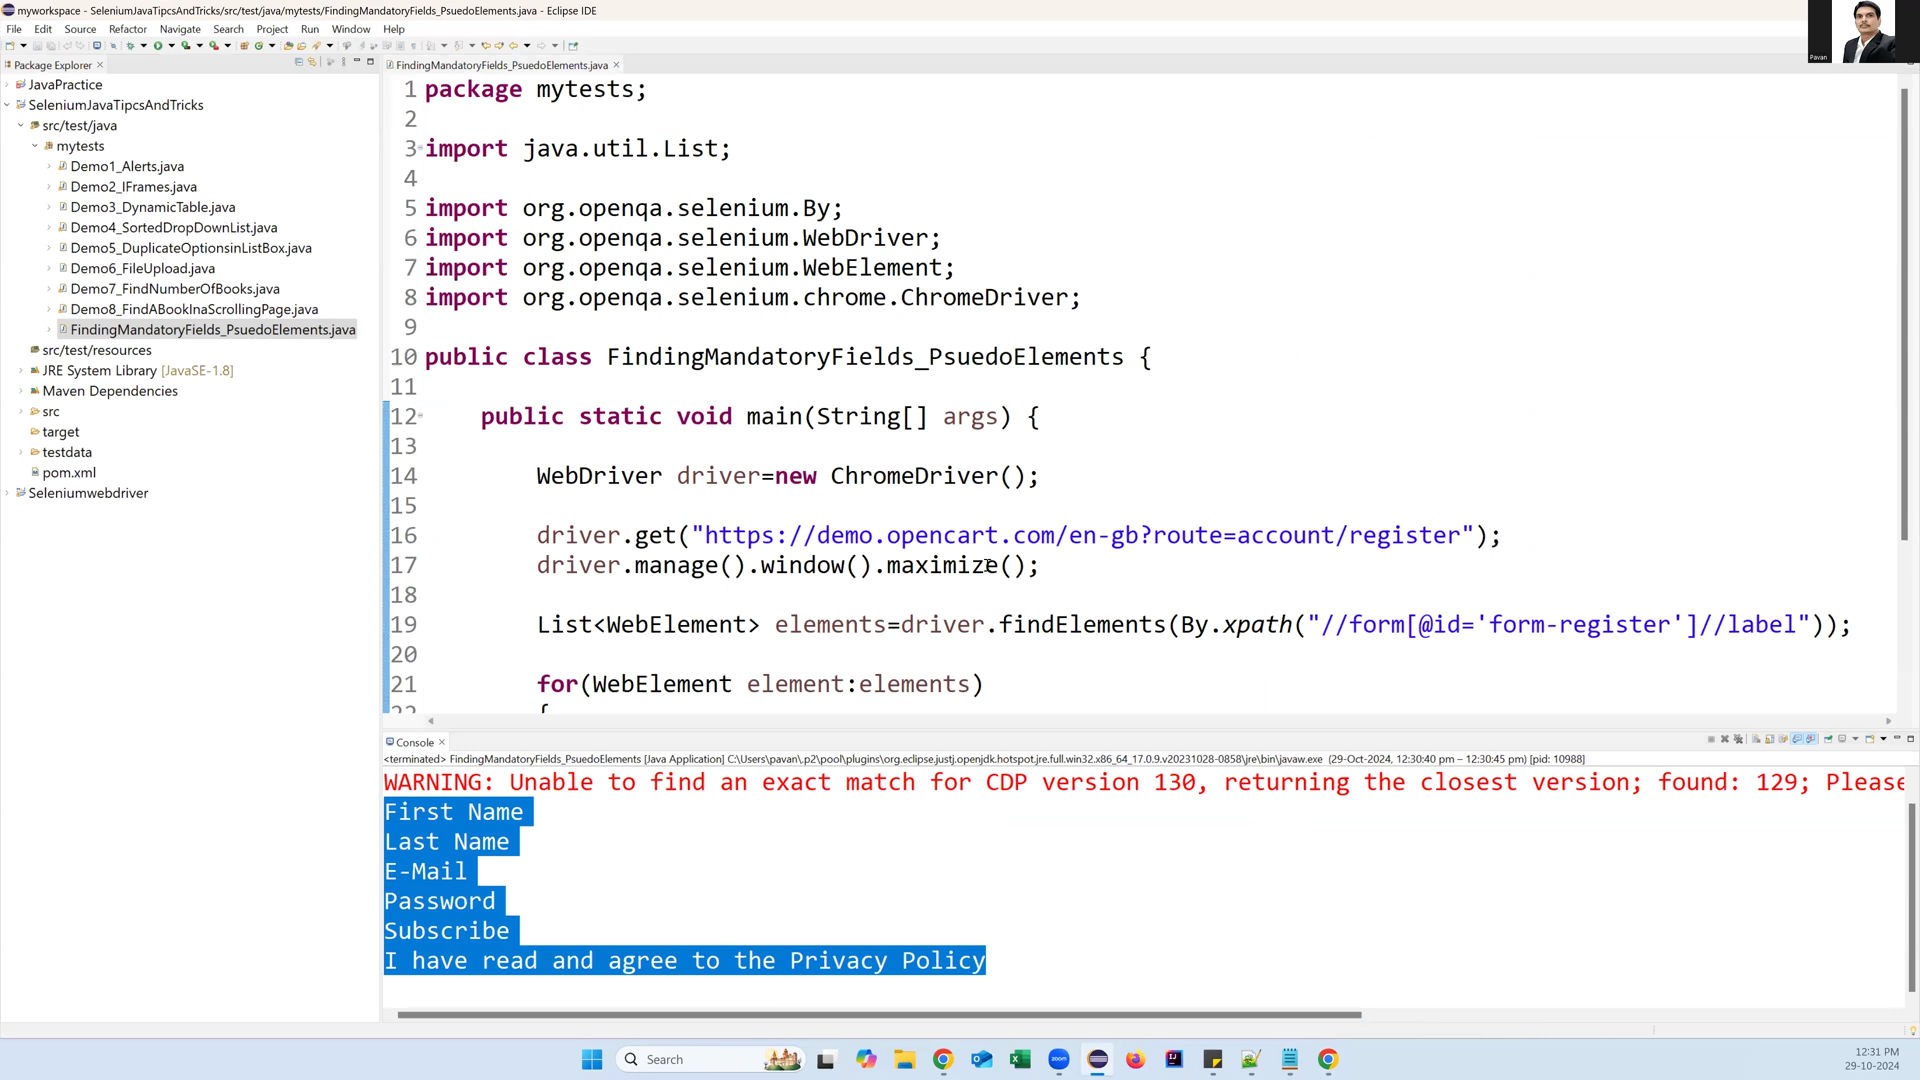 myworkspace - SeleniumJavaTipcsAndTricks/src/test/java/mytests/FindingMandatoryFields_PsuedoElements.java - Eclipse IDE
File Edit Source Refactor Navigate Search Project Run Window Help
Package Explorer
JavaPractice
SeleniumJavaTipcsAndTricks
src/test/java
mytests
Demo1_Alerts.java
Demo2_IFrames.java
Demo3_DynamicTable.java
Demo4_SortedDropDownList.java
Demo5_DuplicateOptionsinListBox.java
Demo6_FileUpload.java
Demo7_FindNumberOfBooks.java
Demo8_FindABookInaScrollingPage.java
FindingMandatoryFields_PsuedoElements.java
src/test/resources
JRE System Library [JavaSE-1.8]
Maven Dependencies
src
target
testdata
pom.xml
Seleniumwebdriver
FindingMandatoryFields_PsuedoElements.java
1 package mytests;
2
3 import java.util.List;
4
5 import org.openqa.selenium.By;
6 import org.openqa.selenium.WebDriver;
7 import org.openqa.selenium.WebElement;
8 import org.openqa.selenium.chrome.ChromeDriver;
9
10 public class FindingMandatoryFields_PsuedoElements {
11
12 public static void main(String[] args) {
13
14 WebDriver driver=new ChromeDriver();
15
16 driver.get("https://demo.opencart.com/en-gb?route=account/register");
17 driver.manage().window().maximize();
18
19 List<WebElement> elements=driver.findElements(By.xpath("//form[@id='form-register']//label"));
20
21 for(WebElement element:elements)
22 {
Pavan
Console
<terminated> FindingMandatoryFields_PsuedoElements [Java Application] C:\Users\pavan\.p2\pool\plugins\org.eclipse.justj.openjdk.hotspot.jre.full.win32.x86_64_17.0.9.v20231028-0858\jre\bin\javaw.exe (29-Oct-2024, 12:30:40 pm – 12:30:45 pm) [pid: 10988]
WARNING: Unable to find an exact match for CDP version 130, returning the closest version; found: 129; Please
First Name
Last Name
E-Mail
Password
Subscribe
I have read and agree to the Privacy Policy
Search
zoom
12:31 PM
29-10-2024